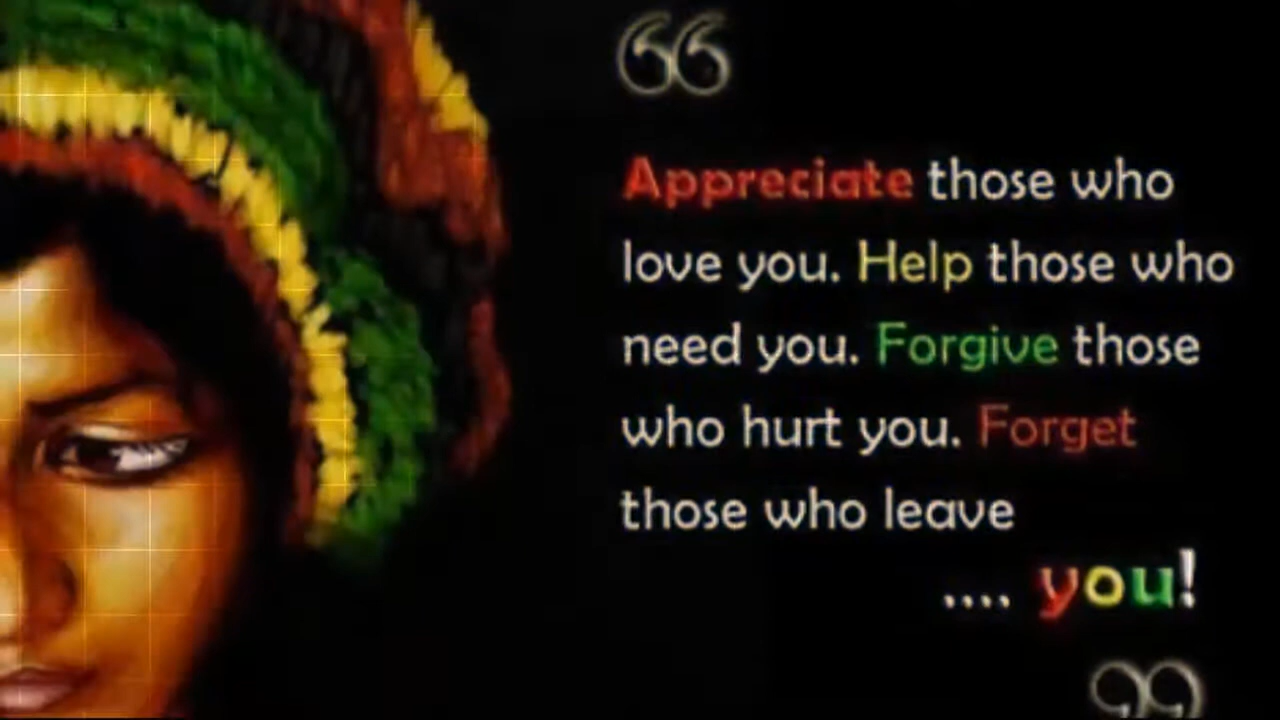 “
Appreciate those who
love you. Help those who
need you. Forgive those
who hurt you. Forget
those who leave
.... you!
”